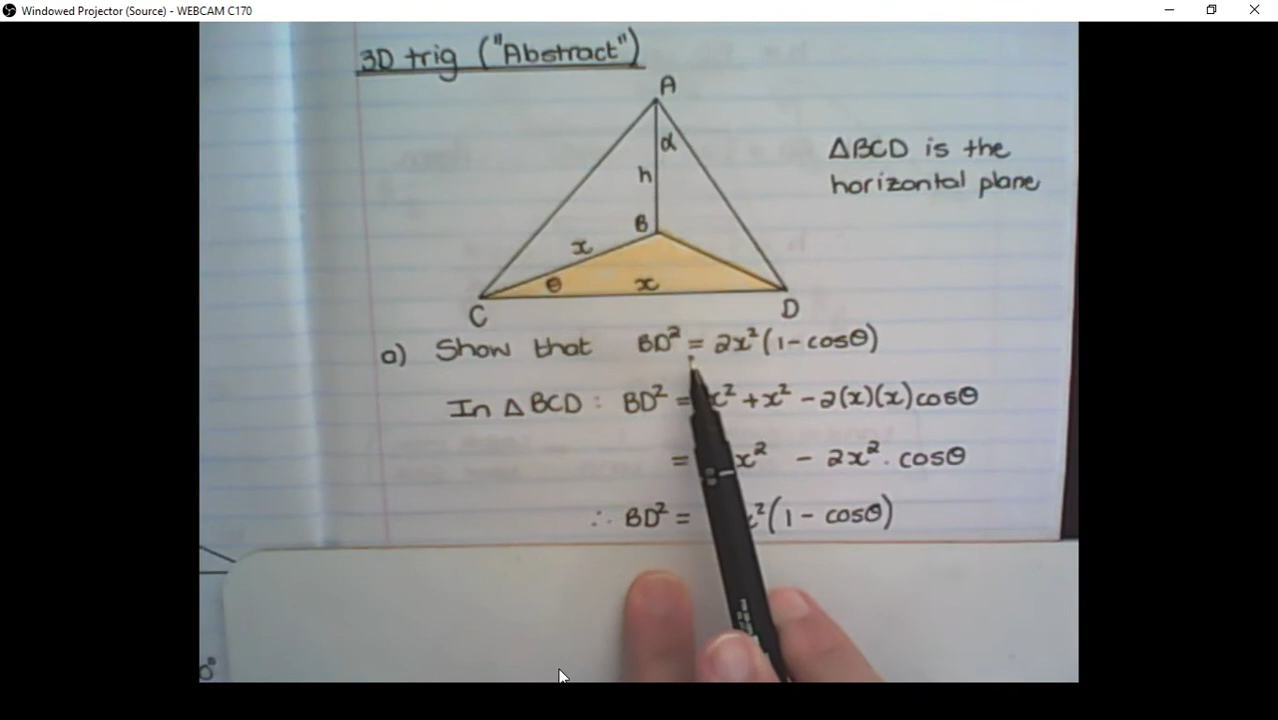 Windowed Projector (Source) - WEBCAM C170
3D trig ("Abstract")
A
α
h
ΔBCD is the
horizontal plane
B
x
θ
x
C
D
a) Show that BD² = 2x²(1 - cosθ)
In ΔBCD : BD² = x² + x² - 2(x)(x)cosθ
= x² - 2x² . cosθ
∴ BD² = x²(1 - cosθ)